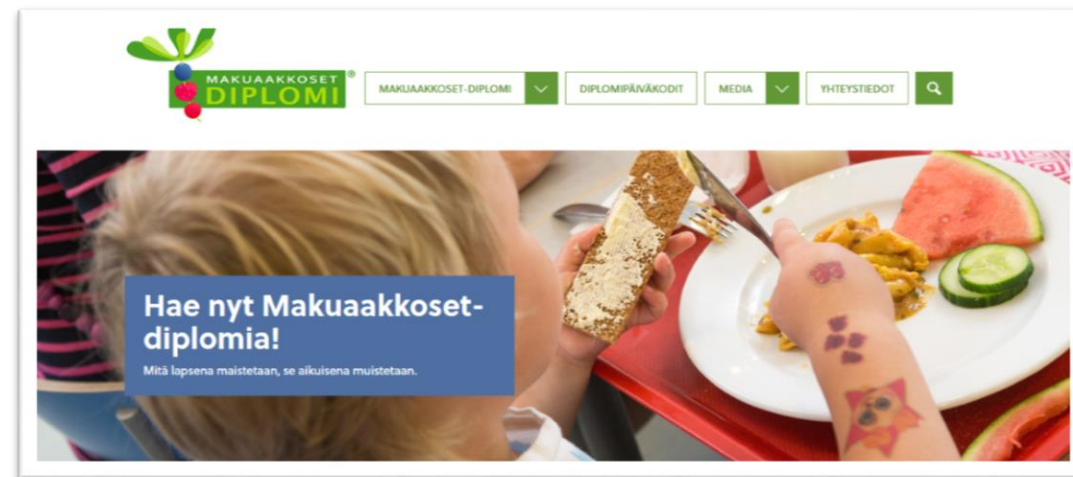 MAKUAAKKOSET®
DIPLOMI
MAKUAAKKOSET-DIPLOMI
DIPLOMIPÄIVÄKODIT
MEDIA
YHTEYSTIEDOT
Hae nyt Makuaakkoset-
diplomia!
Mitä lapsena maistetaan, se aikuisena muistetaan.